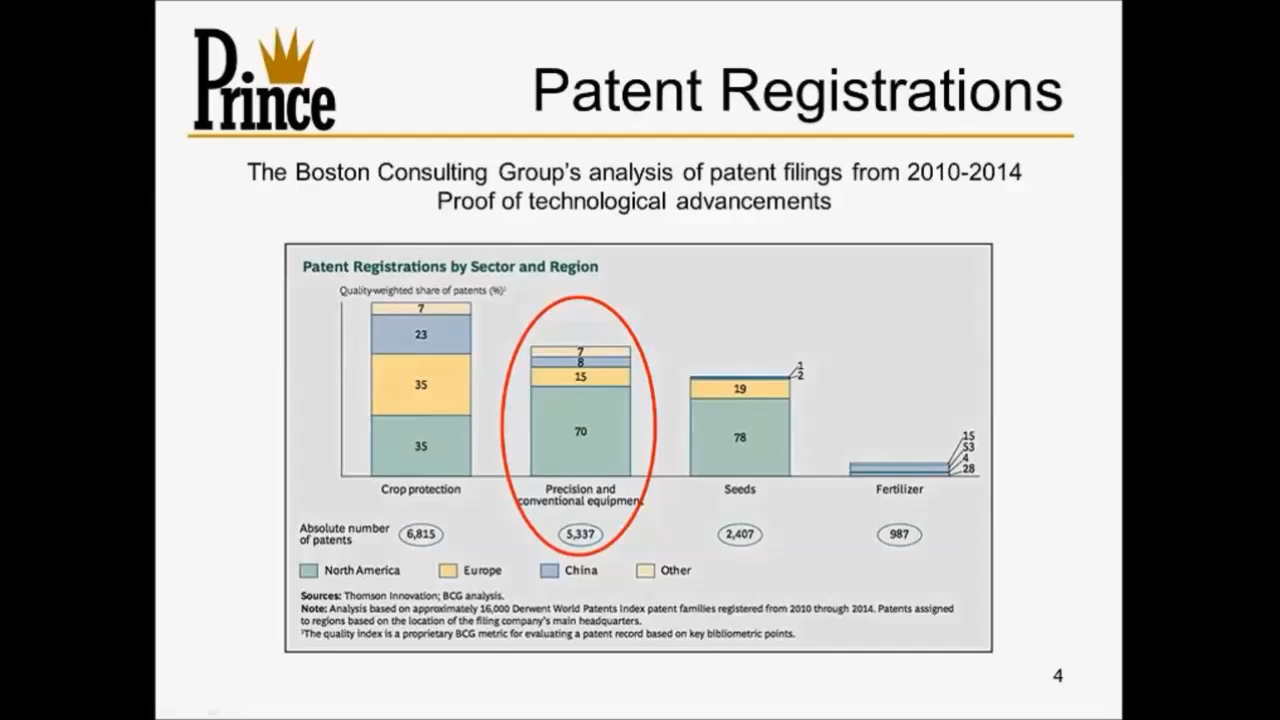 Prince
Patent Registrations
The Boston Consulting Group's analysis of patent filings from 2010-2014
Proof of technological advancements
Patent Registrations by Sector and Region
Quality-weighted share of patents (%)¹
7
23
35
35
7
8
15
70
1
2
19
78
15
53
4
28
Crop protection
Precision and
conventional equipment
Seeds
Fertilizer
Absolute number
of patents
6,815
5,337
2,407
987
North America
Europe
China
Other
Sources: Thomson Innovation; BCG analysis.
Note: Analysis based on approximately 16,000 Derwent World Patents Index patent families registered from 2010 through 2014. Patents assigned
to regions based on the location of the filing company's main headquarters.
¹The quality index is a proprietary BCG metric for evaluating a patent record based on key bibliometric points.
4